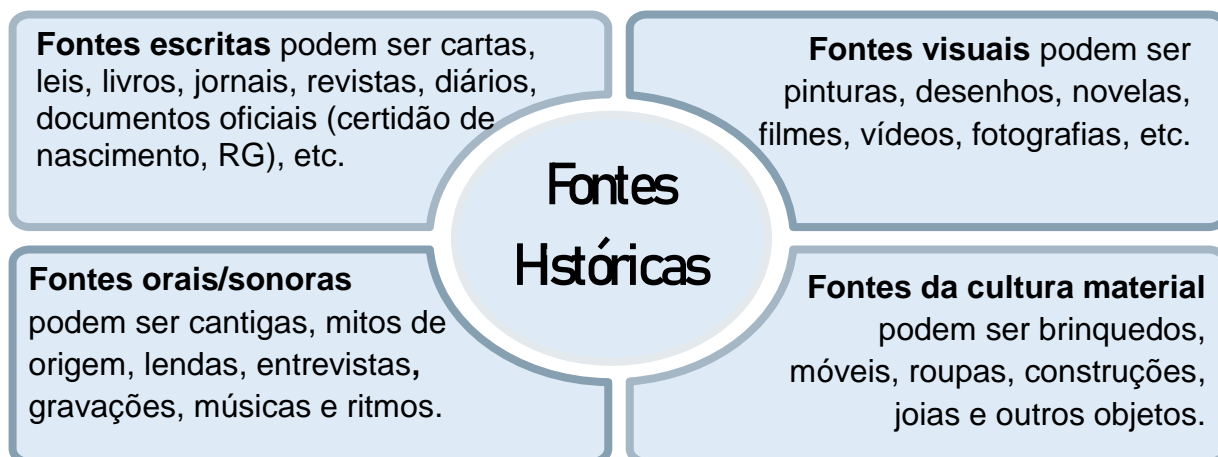 Fontes escritas podem ser cartas,
leis, livros, jornais, revistas, diários,
documentos oficiais (certidão de
nascimento, RG), etc.
Fontes visuais podem ser
pinturas, desenhos, novelas,
filmes, vídeos, fotografias, etc.
Fontes
Hstóricas
Fontes orais/sonoras
podem ser cantigas, mitos de
origem, lendas, entrevistas,
gravações, músicas e ritmos.
Fontes da cultura material
podem ser brinquedos,
móveis, roupas, construções,
joias e outros objetos.